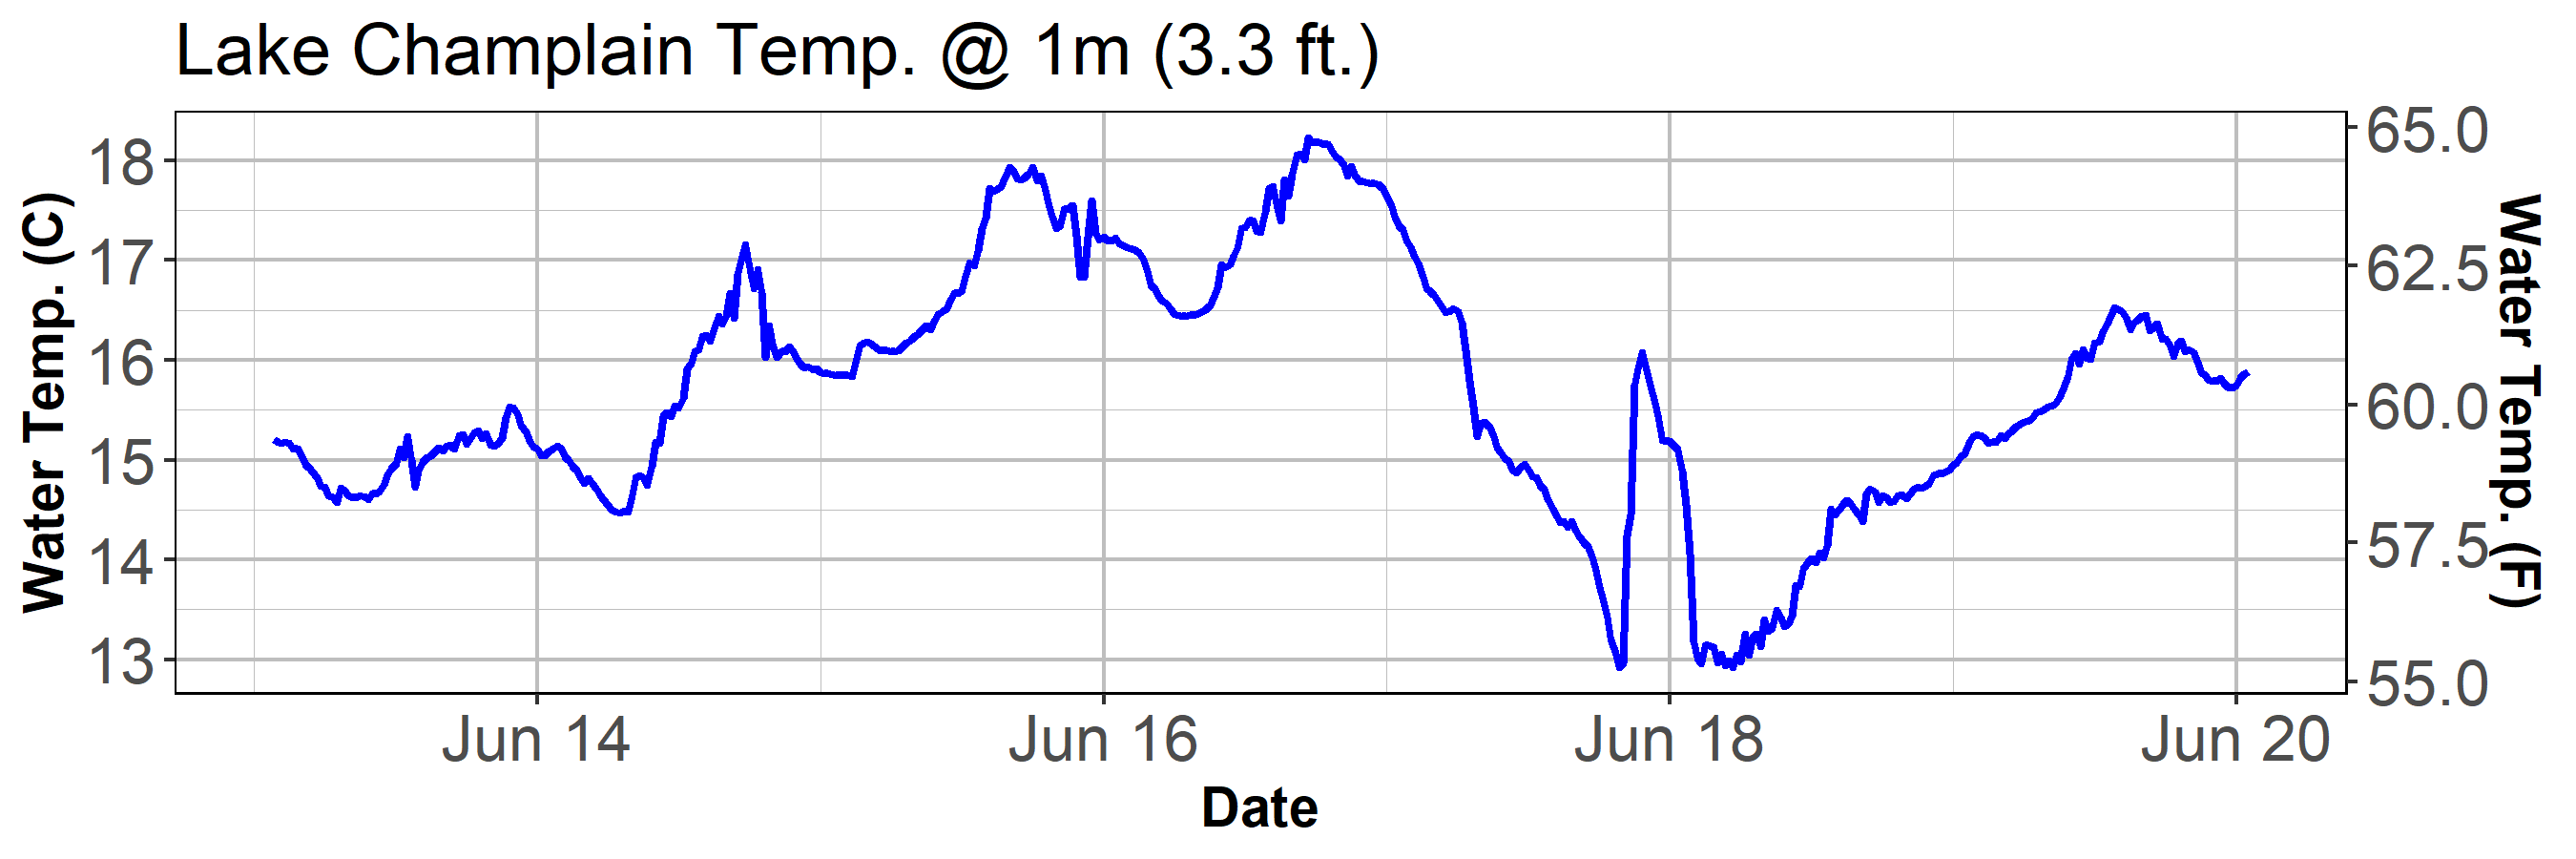 Lake Champlain Temp. @ 1m (3.3 ft.)
Water Temp. (C)
18
17
16
15
14
13
65.0
62.5
60.0
57.5
55.0
Water Temp. (F)
Jun 14
Jun 16
Jun 18
Jun 20
Date